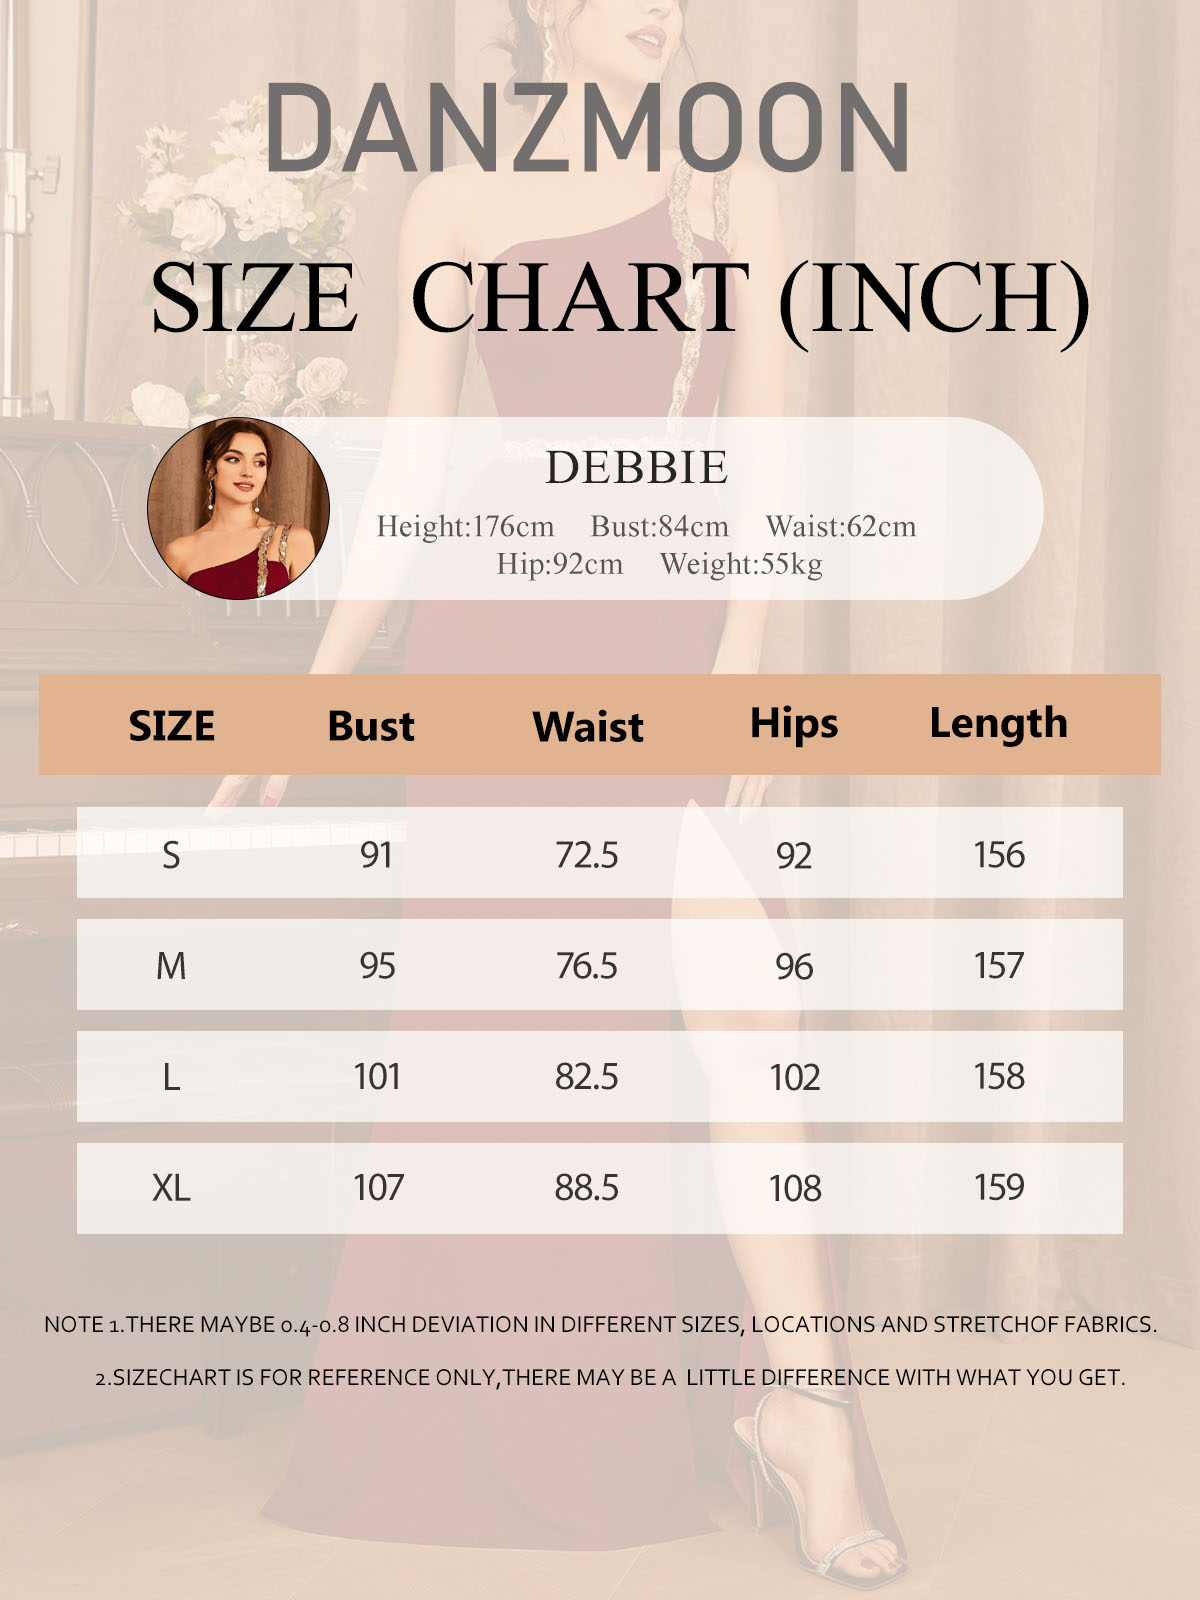 DANZMOON
SIZE CHART (INCH)
DEBBIE
Height:176cm Bust:84cm Waist:62cm
Hip:92cm Weight:55kg
SIZE Bust Waist Hips Length
S 91 72.5 92 156
M 95 76.5 96 157
L 101 82.5 102 158
XL 107 88.5 108 159
NOTE 1.THERE MAYBE 0.4-0.8 INCH DEVIATION IN DIFFERENT SIZES, LOCATIONS AND STRETCHOF FABRICS.
2.SIZECHART IS FOR REFERENCE ONLY,THERE MAY BE A LITTLE DIFFERENCE WITH WHAT YOU GET.